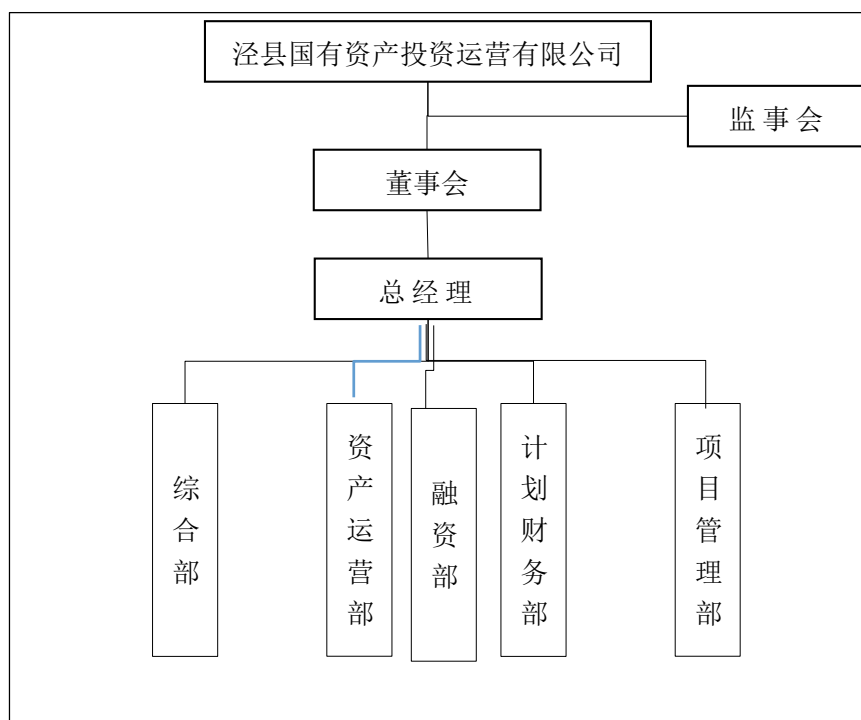 泾县国有资产投资运营有限公司
监 事 会
董事会
总 经 理
综合部
资产运营部
融资部
计划财务部
项目管理部